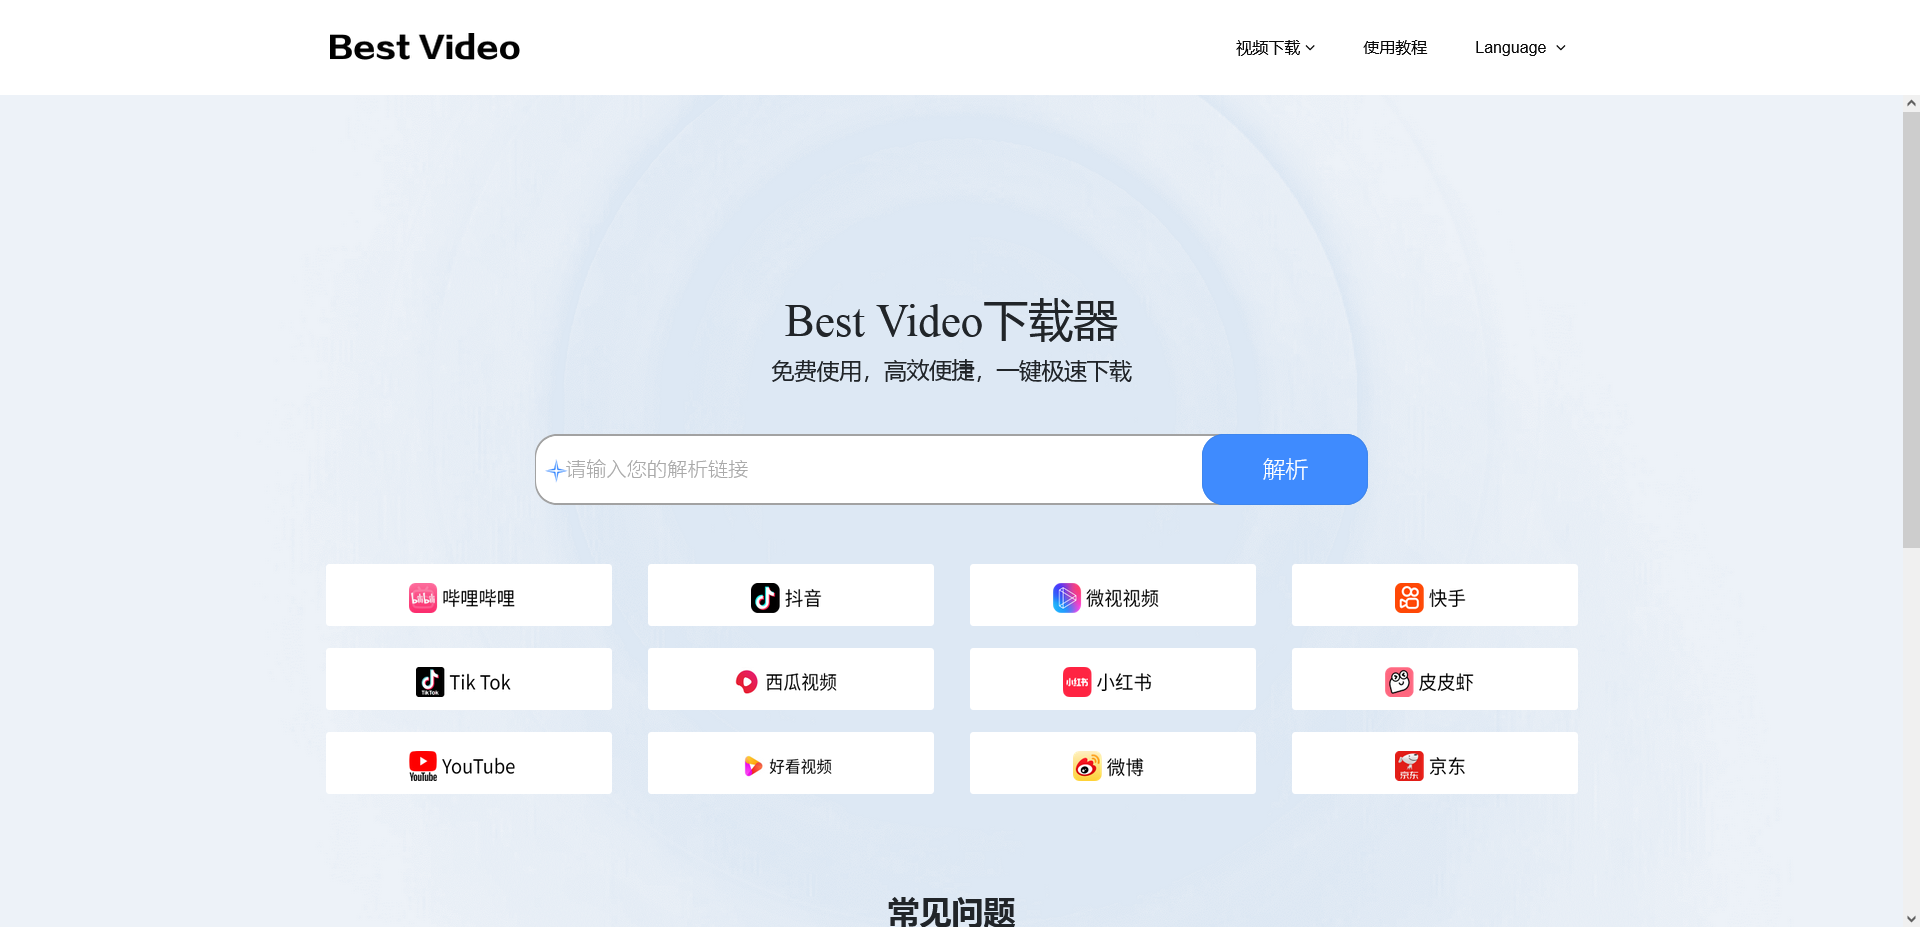 Best Video
视频下载
使用教程
Language
Best Video下载器
免费使用，高效便捷，一键极速下载
请输入您的解析链接
解析
bilibili
哔哩哔哩
抖音
微视视频
快手
TikTok
Tik Tok
西瓜视频
小红书
小红书
皮皮虾
YouTube
YouTube
好看视频
微博
京东
京东
常见问题